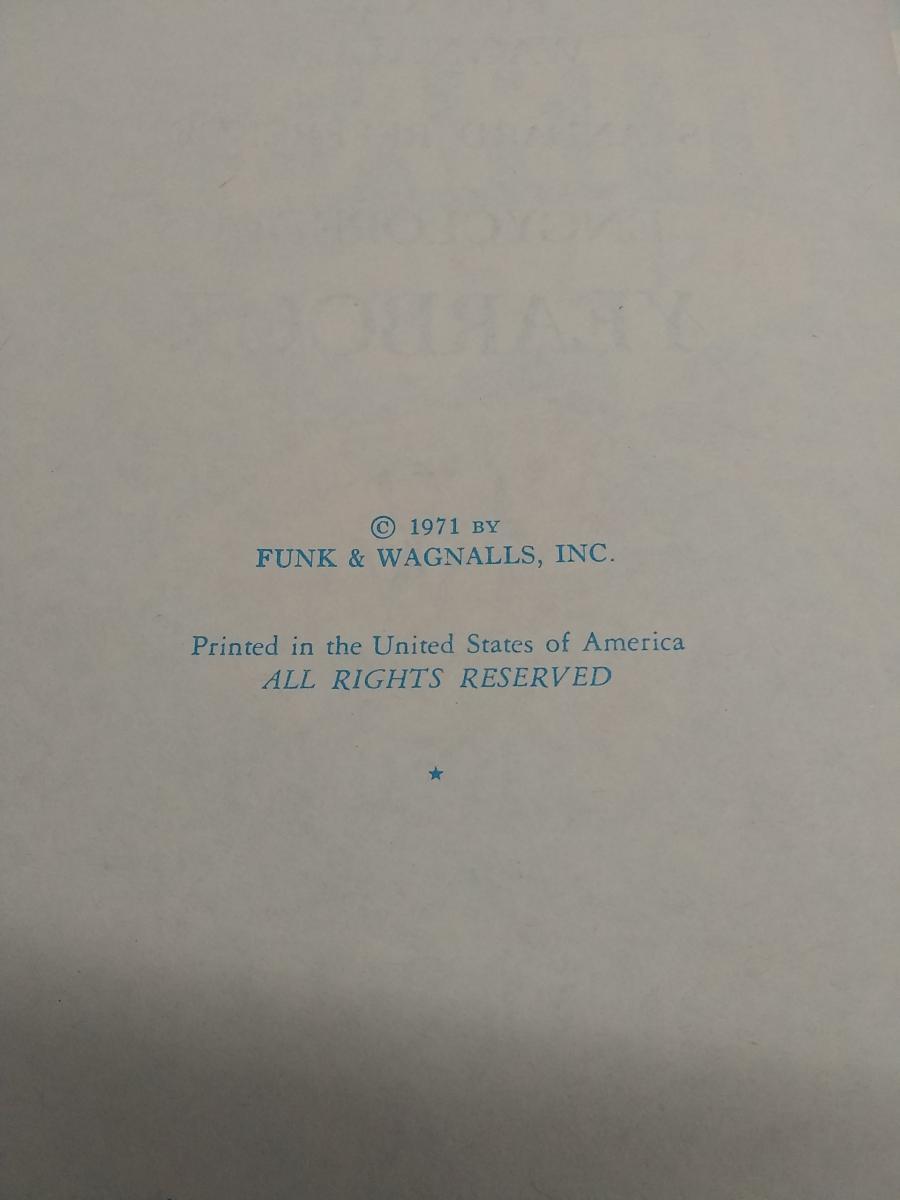 © 1971 BY
FUNK & WAGNALLS, INC.
Printed in the United States of America
ALL RIGHTS RESERVED